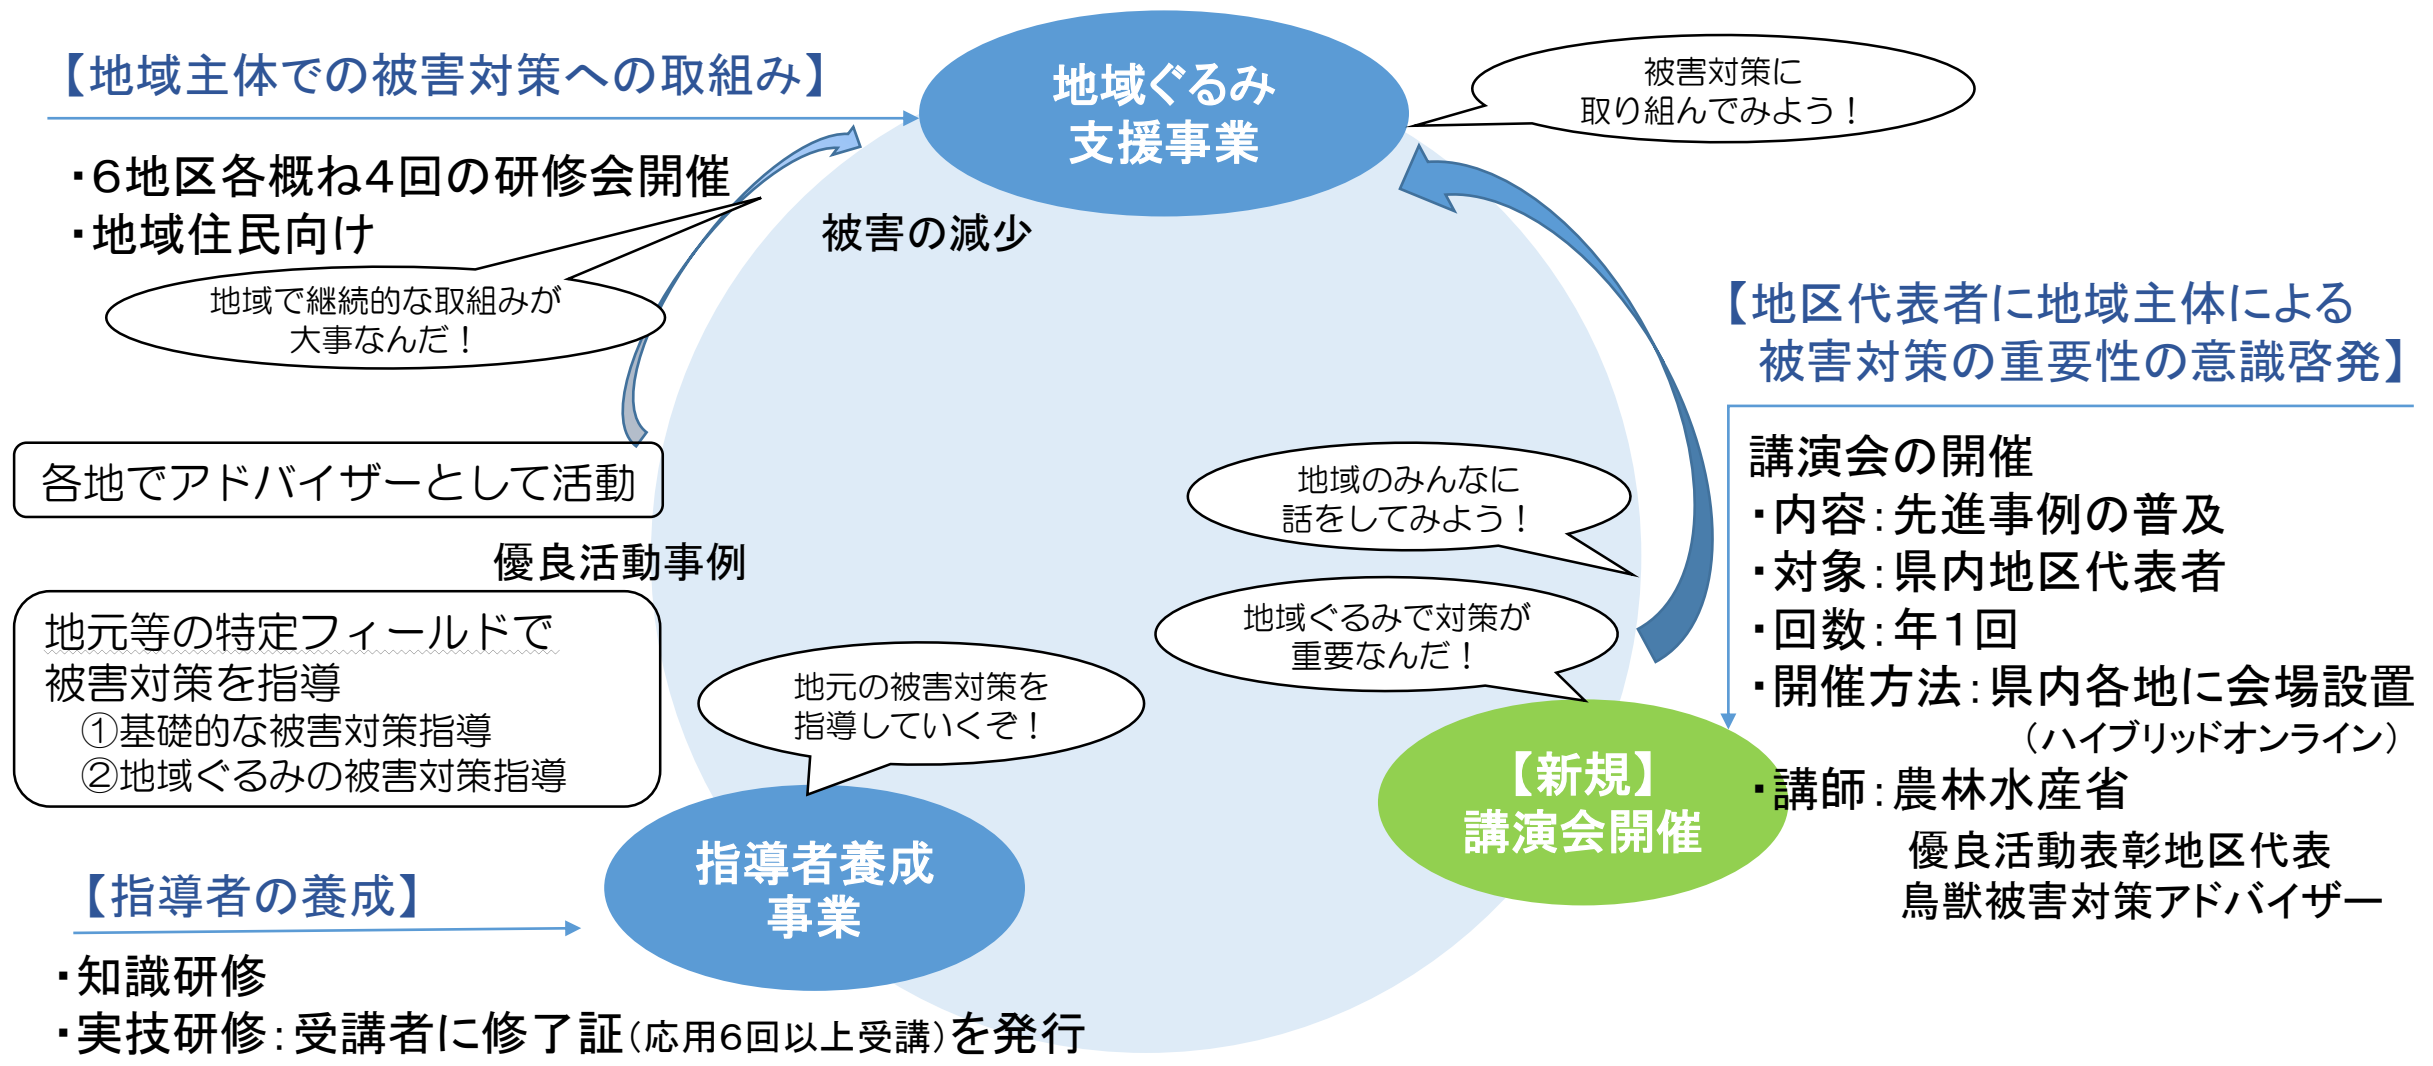 【地域主体での被害対策への取組み】
・６地区各概ね４回の研修会開催
・地域住民向け
地域で継続的な取組みが
大事なんだ！
地域ぐるみ
支援事業
被害対策に
取り組んでみよう！
被害の減少
【地区代表者に地域主体による
被害対策の重要性の意識啓発】
講演会の開催
・内容：先進事例の普及
・対象：県内地区代表者
・回数：年１回
・開催方法：県内各地に会場設置
（ハイブリッドオンライン）
・講師：農林水産省
優良活動表彰地区代表
鳥獣被害対策アドバイザー
地域のみんなに
話をしてみよう！
地域ぐるみで対策が
重要なんだ！
【新規】
講演会開催
各地でアドバイザーとして活動
優良活動事例
地元等の特定フィールドで
被害対策を指導
①基礎的な被害対策指導
②地域ぐるみの被害対策指導
地元の被害対策を
指導していくぞ！
指導者養成
事業
【指導者の養成】
・知識研修
・実技研修：受講者に修了証（応用６回以上受講）を発行